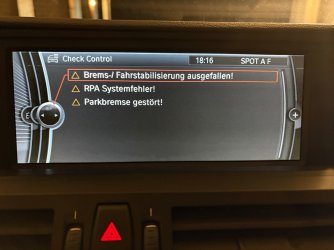 Check Control 18:16 SPOT A F
Brems-/ Fahrstabilisierung ausgefallen!
RPA Systemfehler!
Parkbremse gestört!